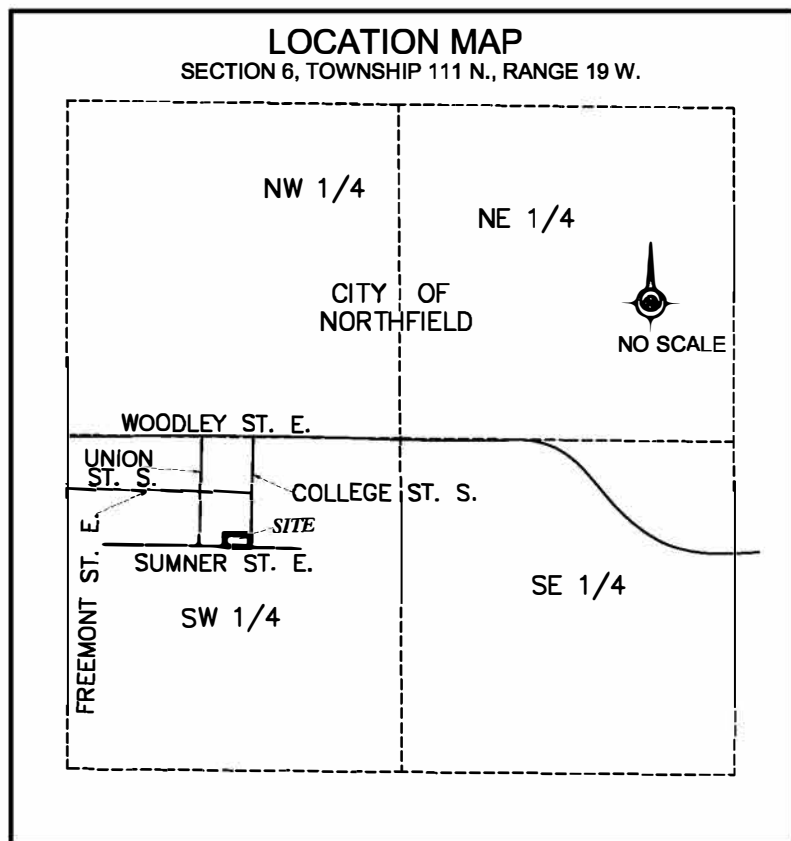 LOCATION MAP
SECTION 6, TOWNSHIP 111 N., RANGE 19 W.
NW 1/4
NE 1/4
CITY OF
NORTHFIELD
NO SCALE
WOODLEY ST. E.
UNION
ST. S.
COLLEGE ST. S.
SITE
SUMNER ST. E.
FREEMONT ST. E.
SW 1/4
SE 1/4